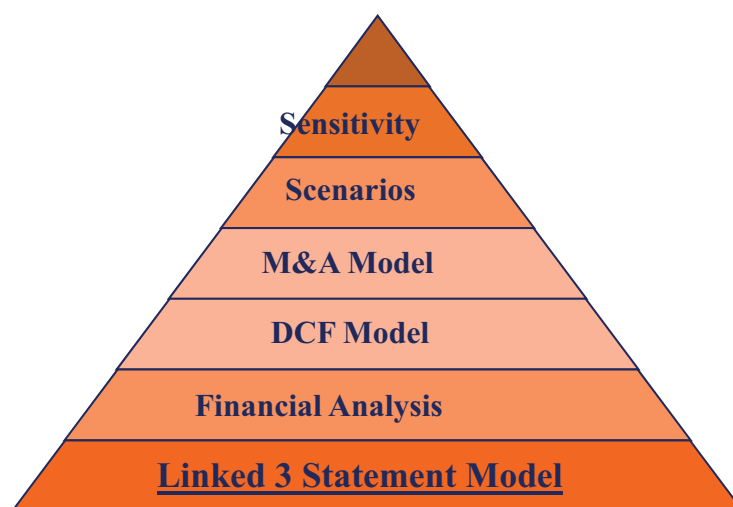 Sensitivity
Scenarios
M&A Model
DCF Model
Financial Analysis
Linked 3 Statement Model